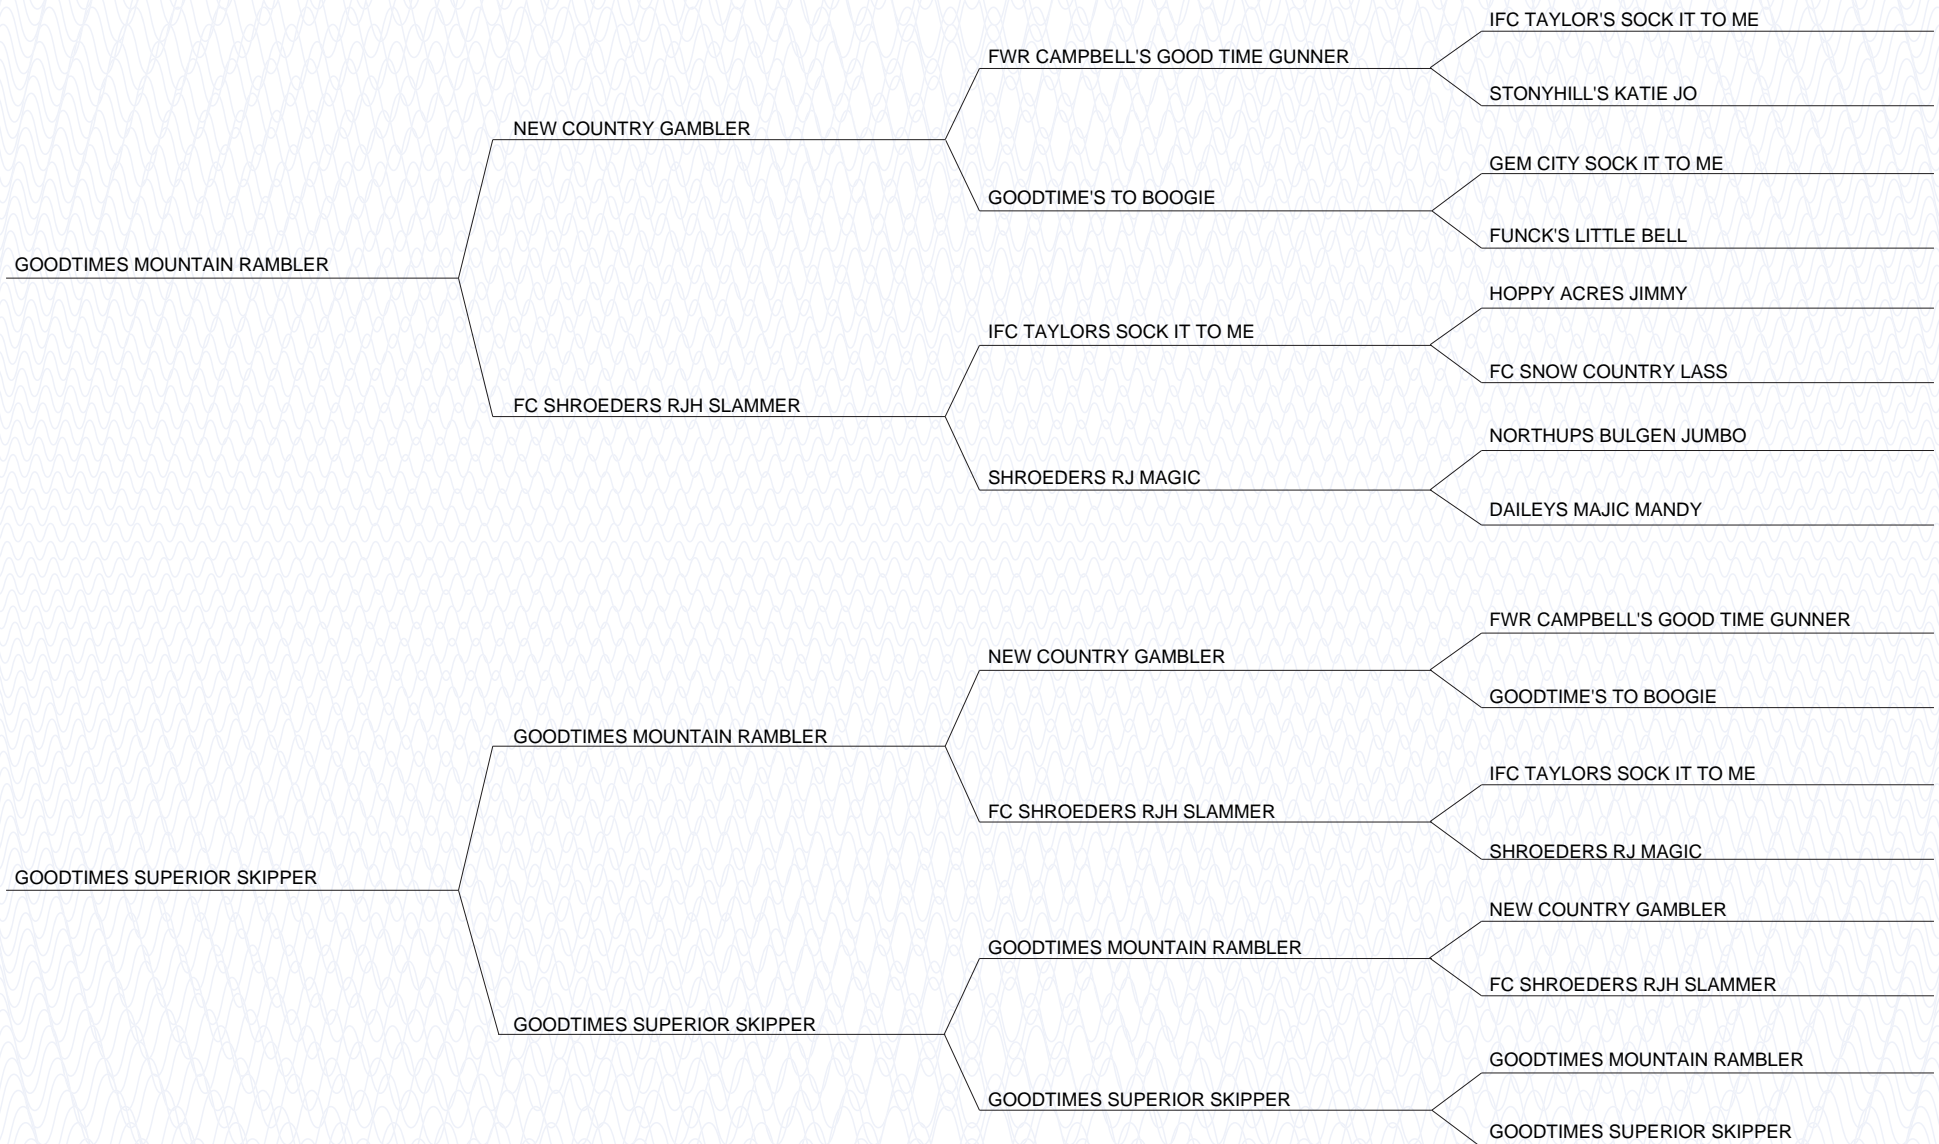 IFC TAYLOR'S SOCK IT TO ME
FWR CAMPBELL'S GOOD TIME GUNNER
STONYHILL'S KATIE JO
NEW COUNTRY GAMBLER
GEM CITY SOCK IT TO ME
GOODTIME'S TO BOOGIE
FUNCK'S LITTLE BELL
GOODTIMES MOUNTAIN RAMBLER
HOPPY ACRES JIMMY
IFC TAYLORS SOCK IT TO ME
FC SNOW COUNTRY LASS
FC SHROEDERS RJH SLAMMER
NORTHUPS BULGEN JUMBO
SHROEDERS RJ MAGIC
DAILEYS MAJIC MANDY
FWR CAMPBELL'S GOOD TIME GUNNER
NEW COUNTRY GAMBLER
GOODTIME'S TO BOOGIE
GOODTIMES MOUNTAIN RAMBLER
IFC TAYLORS SOCK IT TO ME
FC SHROEDERS RJH SLAMMER
SHROEDERS RJ MAGIC
GOODTIMES SUPERIOR SKIPPER
NEW COUNTRY GAMBLER
GOODTIMES MOUNTAIN RAMBLER
FC SHROEDERS RJH SLAMMER
GOODTIMES SUPERIOR SKIPPER
GOODTIMES MOUNTAIN RAMBLER
GOODTIMES SUPERIOR SKIPPER
GOODTIMES SUPERIOR SKIPPER